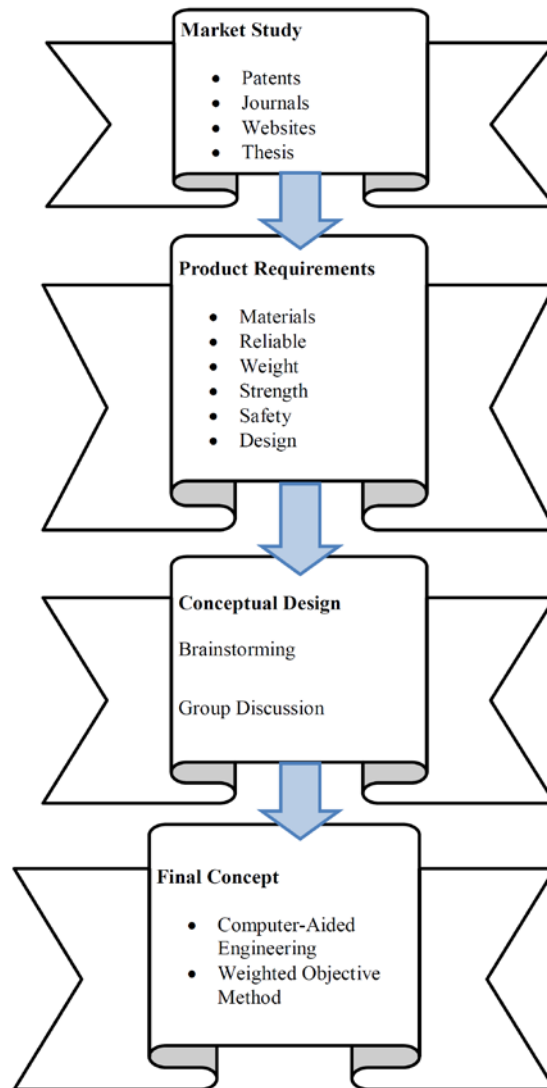 Market Study
• Patents
• Journals
• Websites
• Thesis
Product Requirements
• Materials
• Reliable
• Weight
• Strength
• Safety
• Design
Conceptual Design
Brainstorming
Group Discussion
Final Concept
• Computer-Aided
Engineering
• Weighted Objective
Method